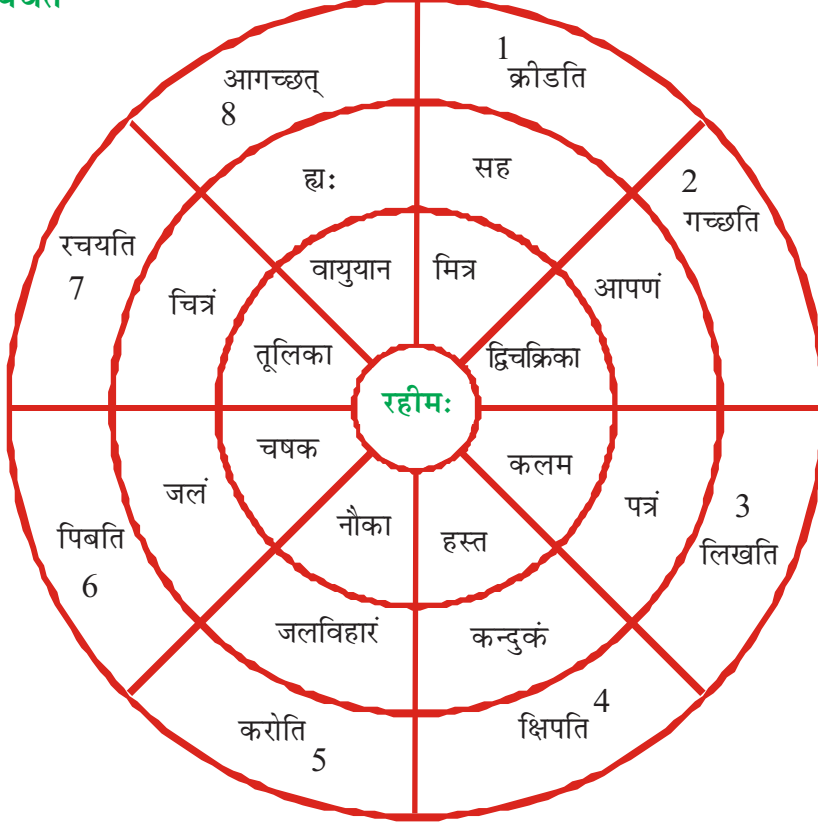 आगच्छत्
8
1
क्रीडति
ह्यः
सह
2
गच्छति
रचयति
7
चित्रं
वायुयान
मित्र
आपणं
तूलिका
द्विचक्रिका
रहीमः
चषक
कलम
जलं
पत्रं
3
लिखति
पिबति
6
नौका
हस्त
जलविहारं
कन्दुकं
करोति
5
क्षिपति
4